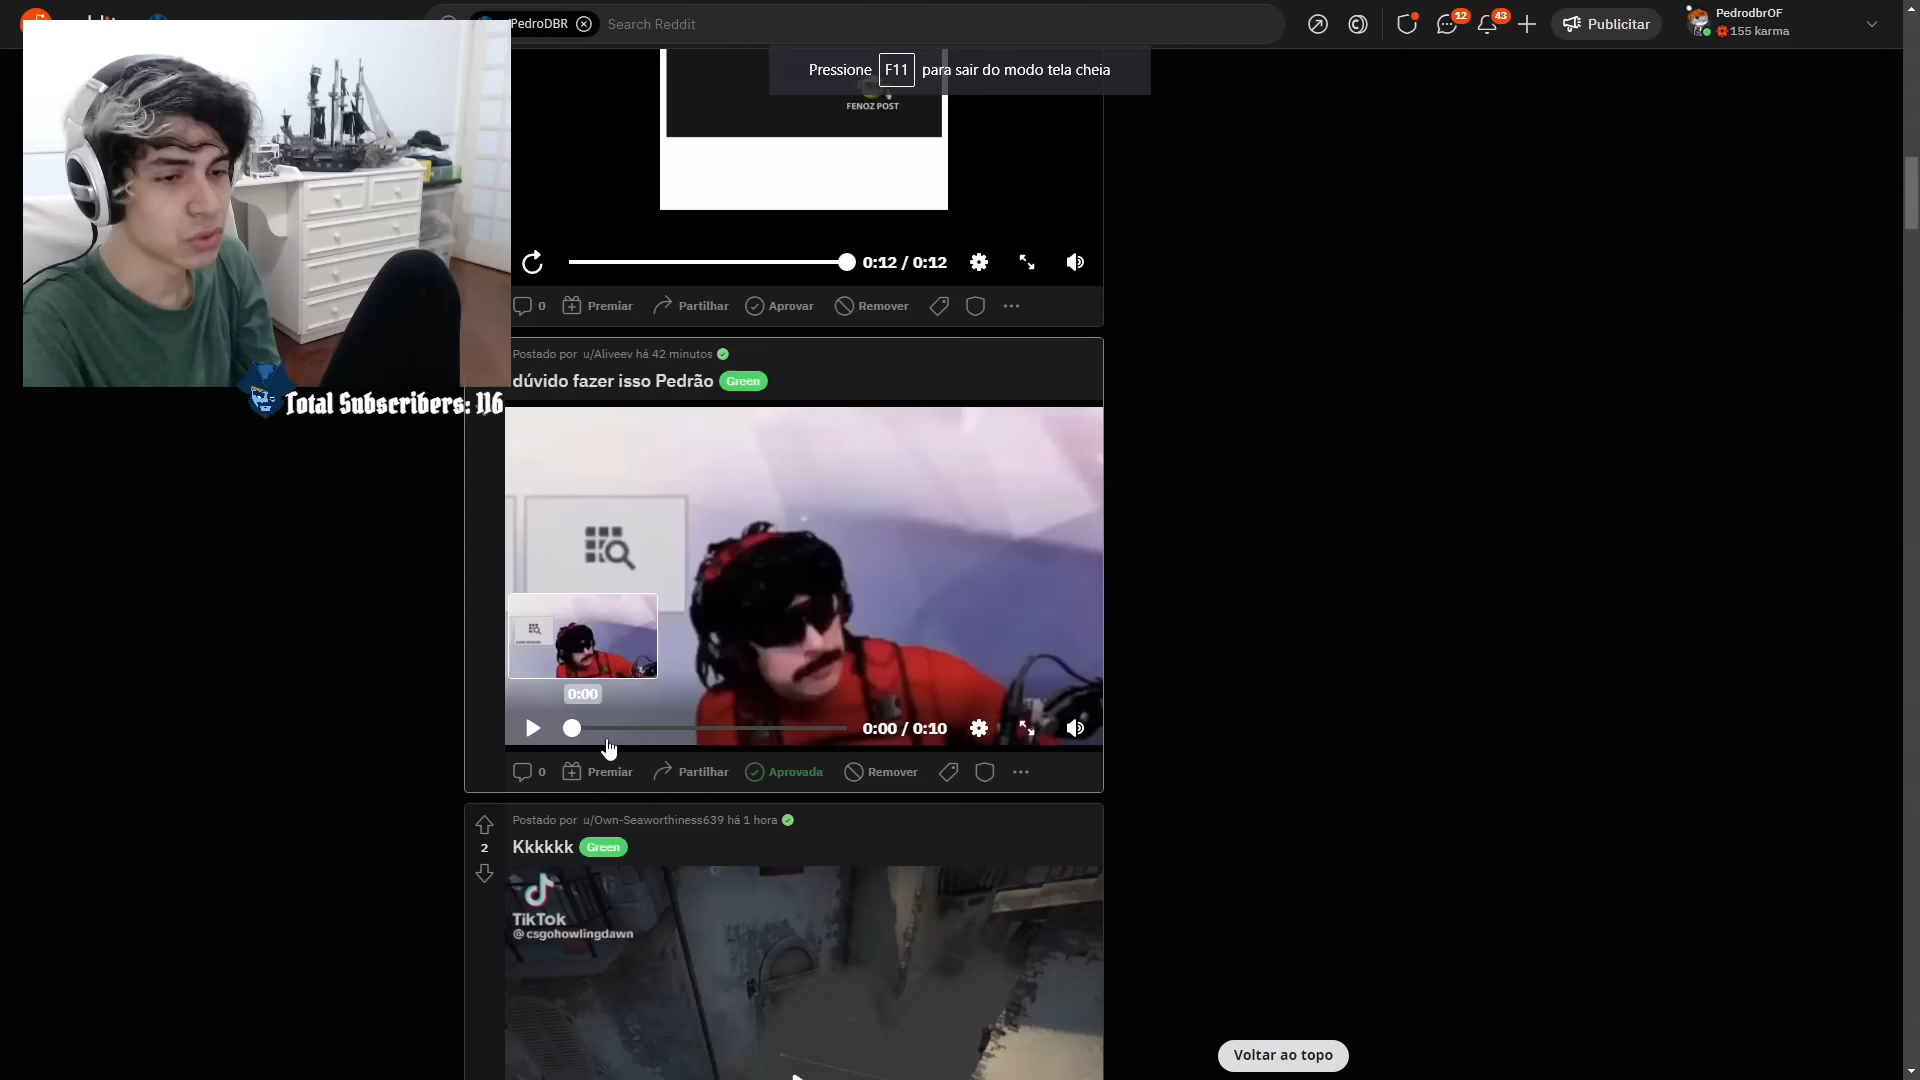 PedroDBR
Search Reddit
12
43
Publicitar
PedrodbrOF
155 karma
Pressione F11 para sair do modo tela cheia
FENOZ POST
0:12 / 0:12
0 Premiar Partilhar Aprovar Remover
Postado por u/Aliveev há 42 minutos
dúvido fazer isso Pedrão Green
Total Subscribers: 116
0:00
0:00 / 0:10
0 Premiar Partilhar Aprovada Remover
Postado por u/Own-Seaworthiness639 há 1 hora
2
Kkkkkk Green
TikTok
@csgohowlingdawn
Voltar ao topo